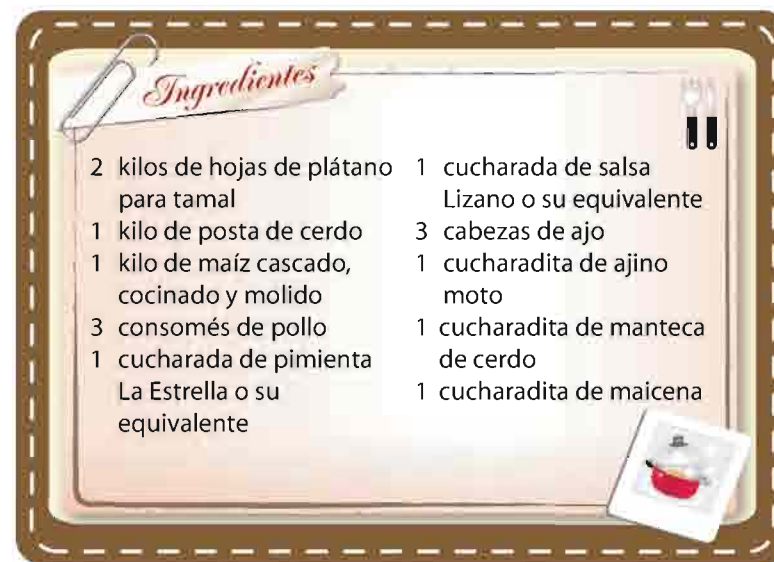 Ingredientes
2 kilos de hojas de plátano
para tamal
1 kilo de posta de cerdo
1 kilo de maíz cascado,
cocinado y molido
3 consomés de pollo
1 cucharada de pimienta
La Estrella o su
equivalente
1 cucharada de salsa
Lizano o su equivalente
3 cabezas de ajo
1 cucharadita de ajino
moto
1 cucharadita de manteca
de cerdo
1 cucharadita de maicena